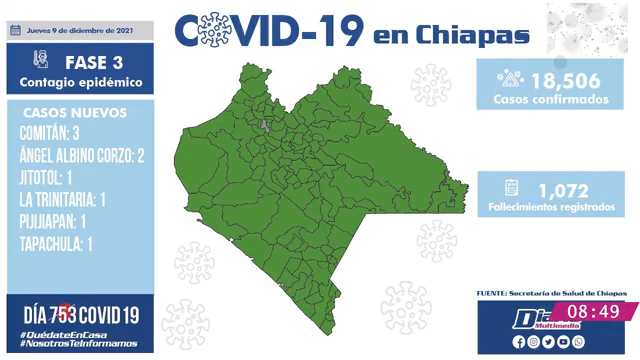 Jueves 9 de diciembre de 2021
COVID-19 en Chiapas
FASE 3
Contagio epidémico
CASOS NUEVOS
COMITÁN: 3
ÁNGEL ALBINO CORZO: 2
JITOTOL: 1
LA TRINITARIA: 1
PIJIJIAPAN: 1
TAPACHULA: 1
DÍA 753 COVID 19
#QuédateEnCasa
#NosotrosTeInformamos
18,506
Casos confirmados
1,072
Fallecimientos registrados
FUENTE: Secretaría de Salud de Chiapas
Multimedia
08:49